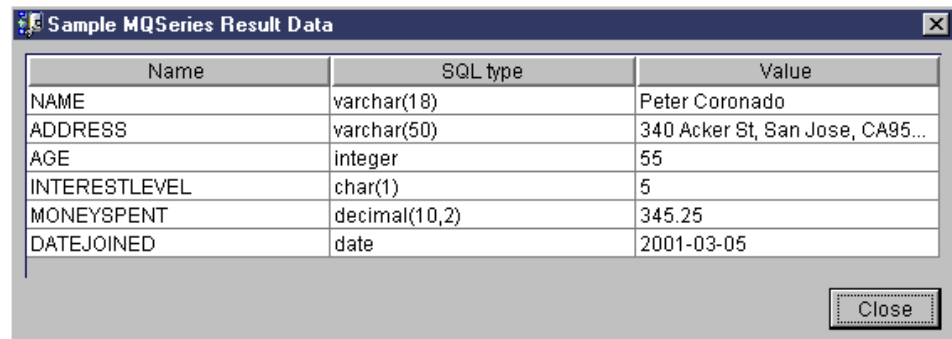 Sample MQSeries Result Data
Name SQL type Value
NAME varchar(18) Peter Coronado
ADDRESS varchar(50) 340 Acker St, San Jose, CA95...
AGE integer 55
INTERESTLEVEL char(1) 5
MONEYSPENT decimal(10,2) 345.25
DATEJOINED date 2001-03-05
Close